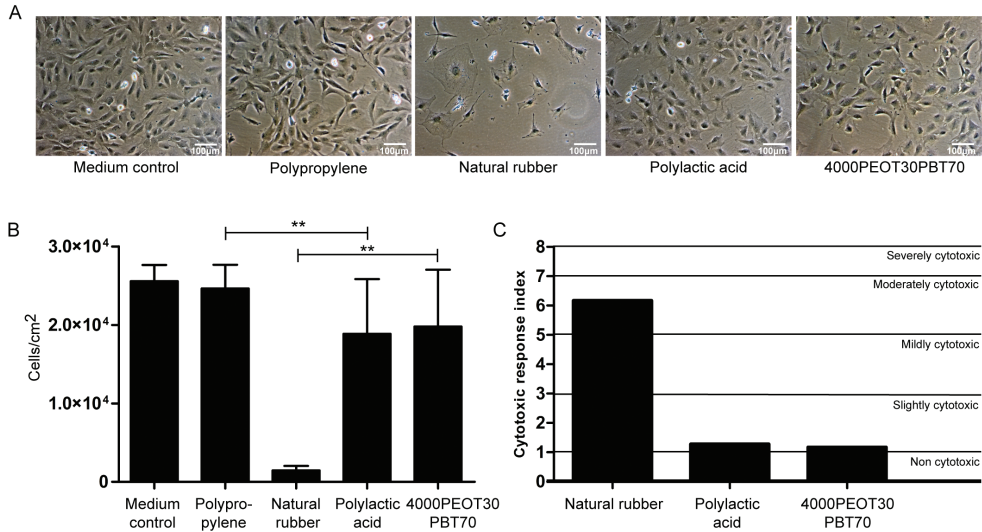 A
100µm
100µm
100µm
100µm
100µm
Medium control
Polypropylene
Natural rubber
Polylactic acid
4000PEOT30PBT70
B
**
**
Cells/cm²
3.0×10⁴
2.0×10⁴
1.0×10⁴
0
Medium
control
Polypro-
pylene
Natural
rubber
Polylactic
acid
4000PEOT30
PBT70
C
Cytotoxic response index
8
7
6
5
4
3
2
1
0
Severely cytotoxic
Moderately cytotoxic
Mildly cytotoxic
Slightly cytotoxic
Non cytotoxic
Natural rubber
Polylactic
acid
4000PEOT30
PBT70